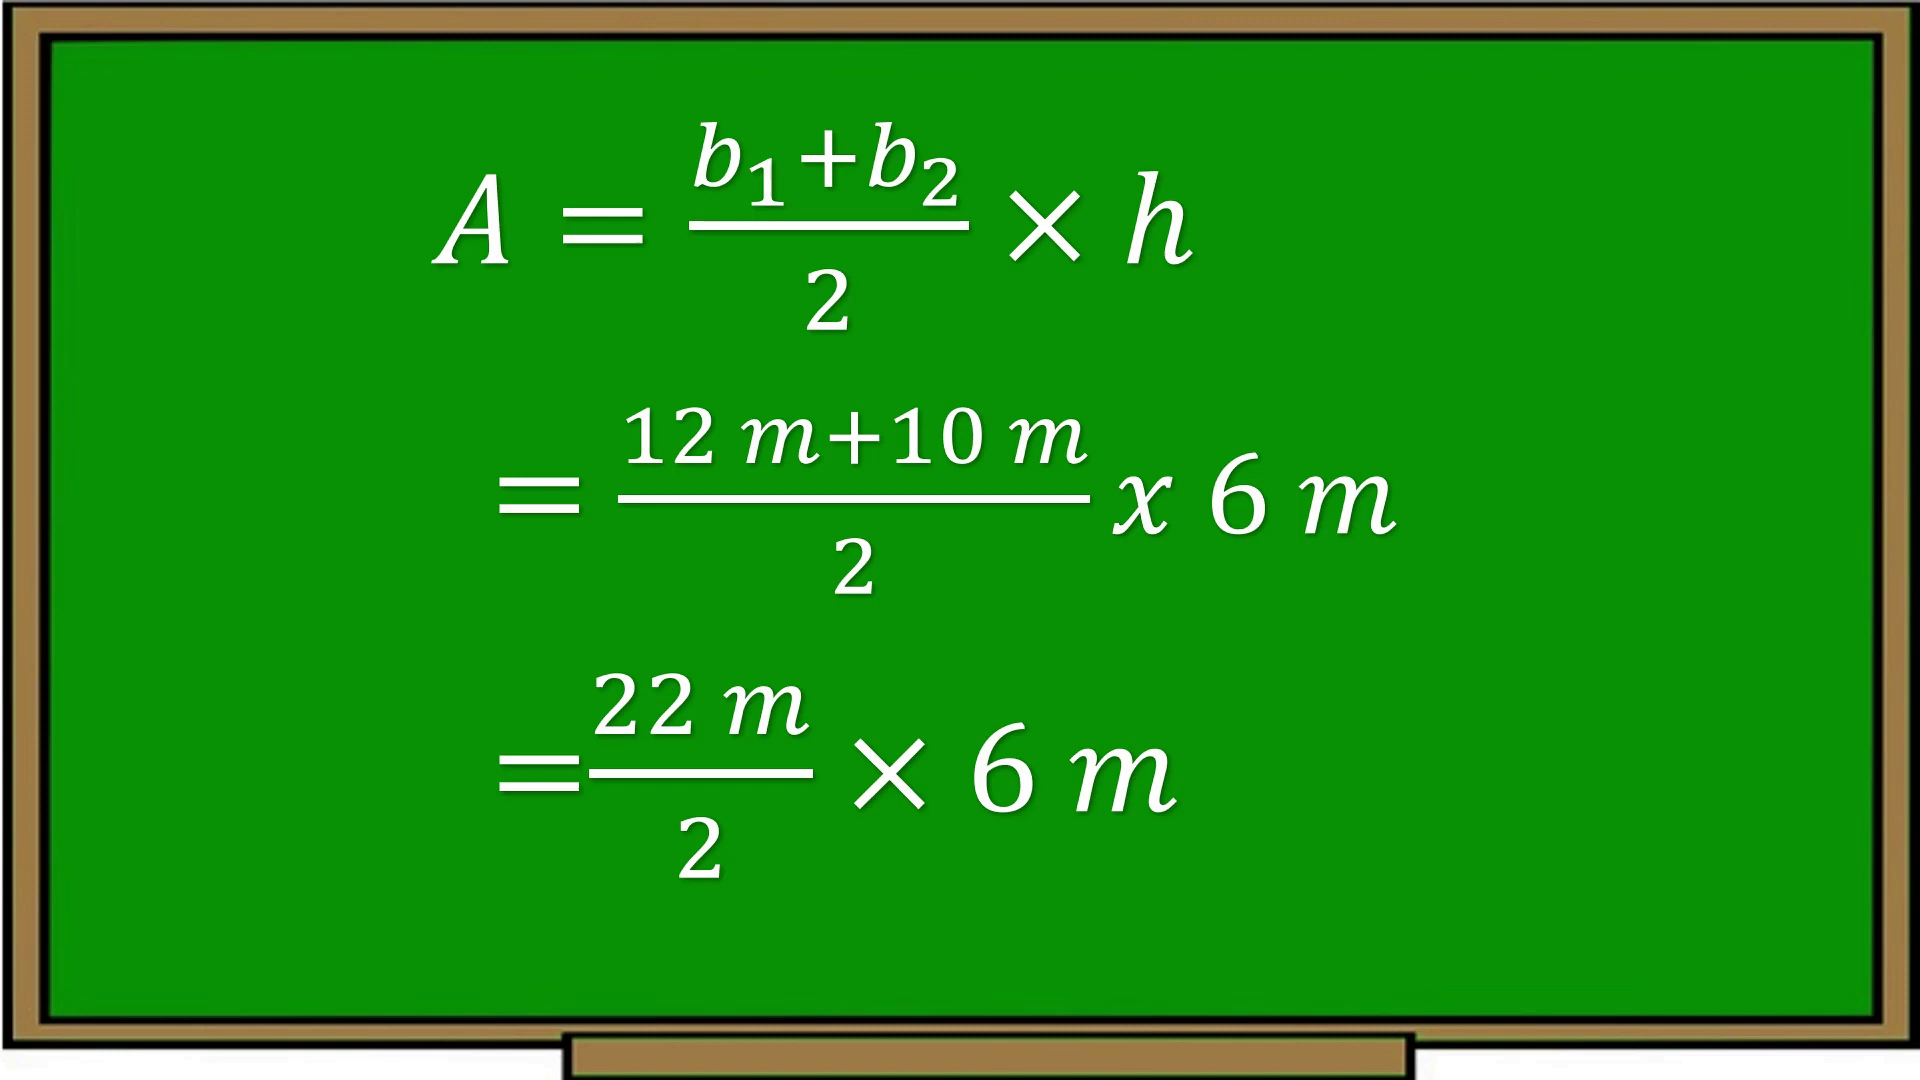 A = (b₁+b₂)/2 × h
= (12 m+10 m)/2 x 6 m
= (22 m)/2 × 6 m